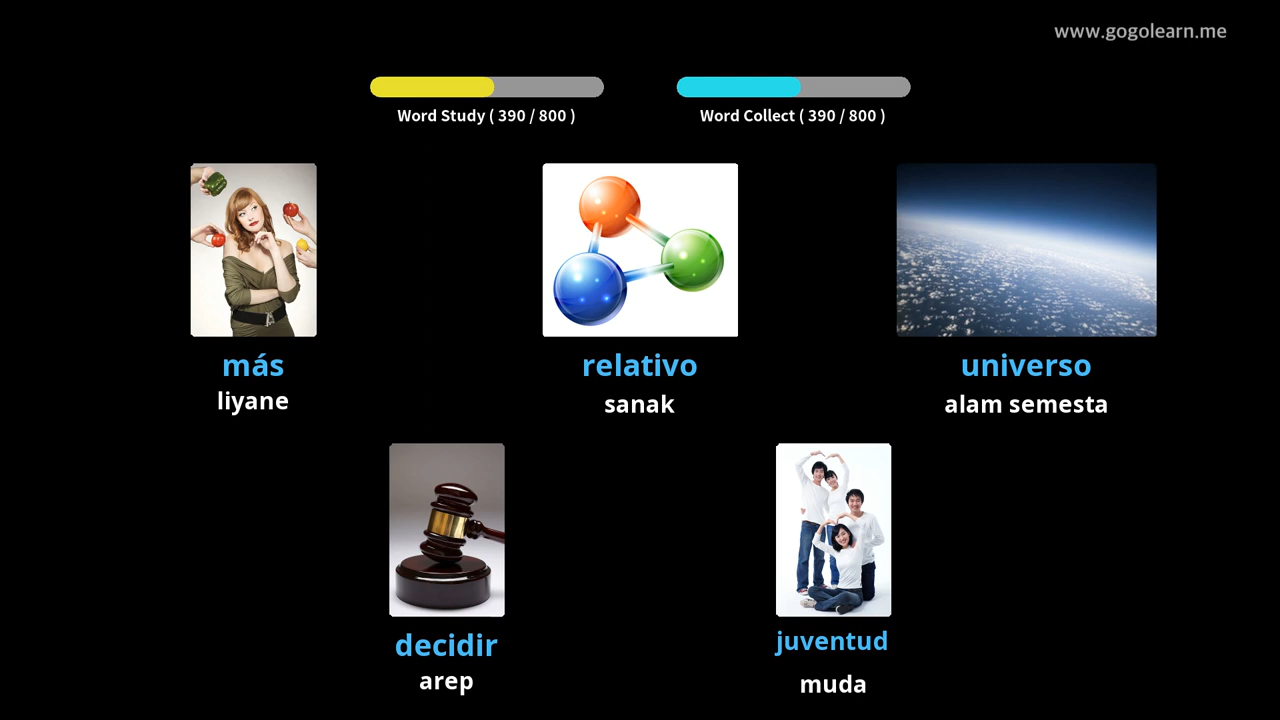 www.gogolearn.me
Word Study ( 390 / 800 )
Word Collect ( 390 / 800 )
más
liyane
relativo
sanak
universo
alam semesta
decidir
arep
juventud
muda